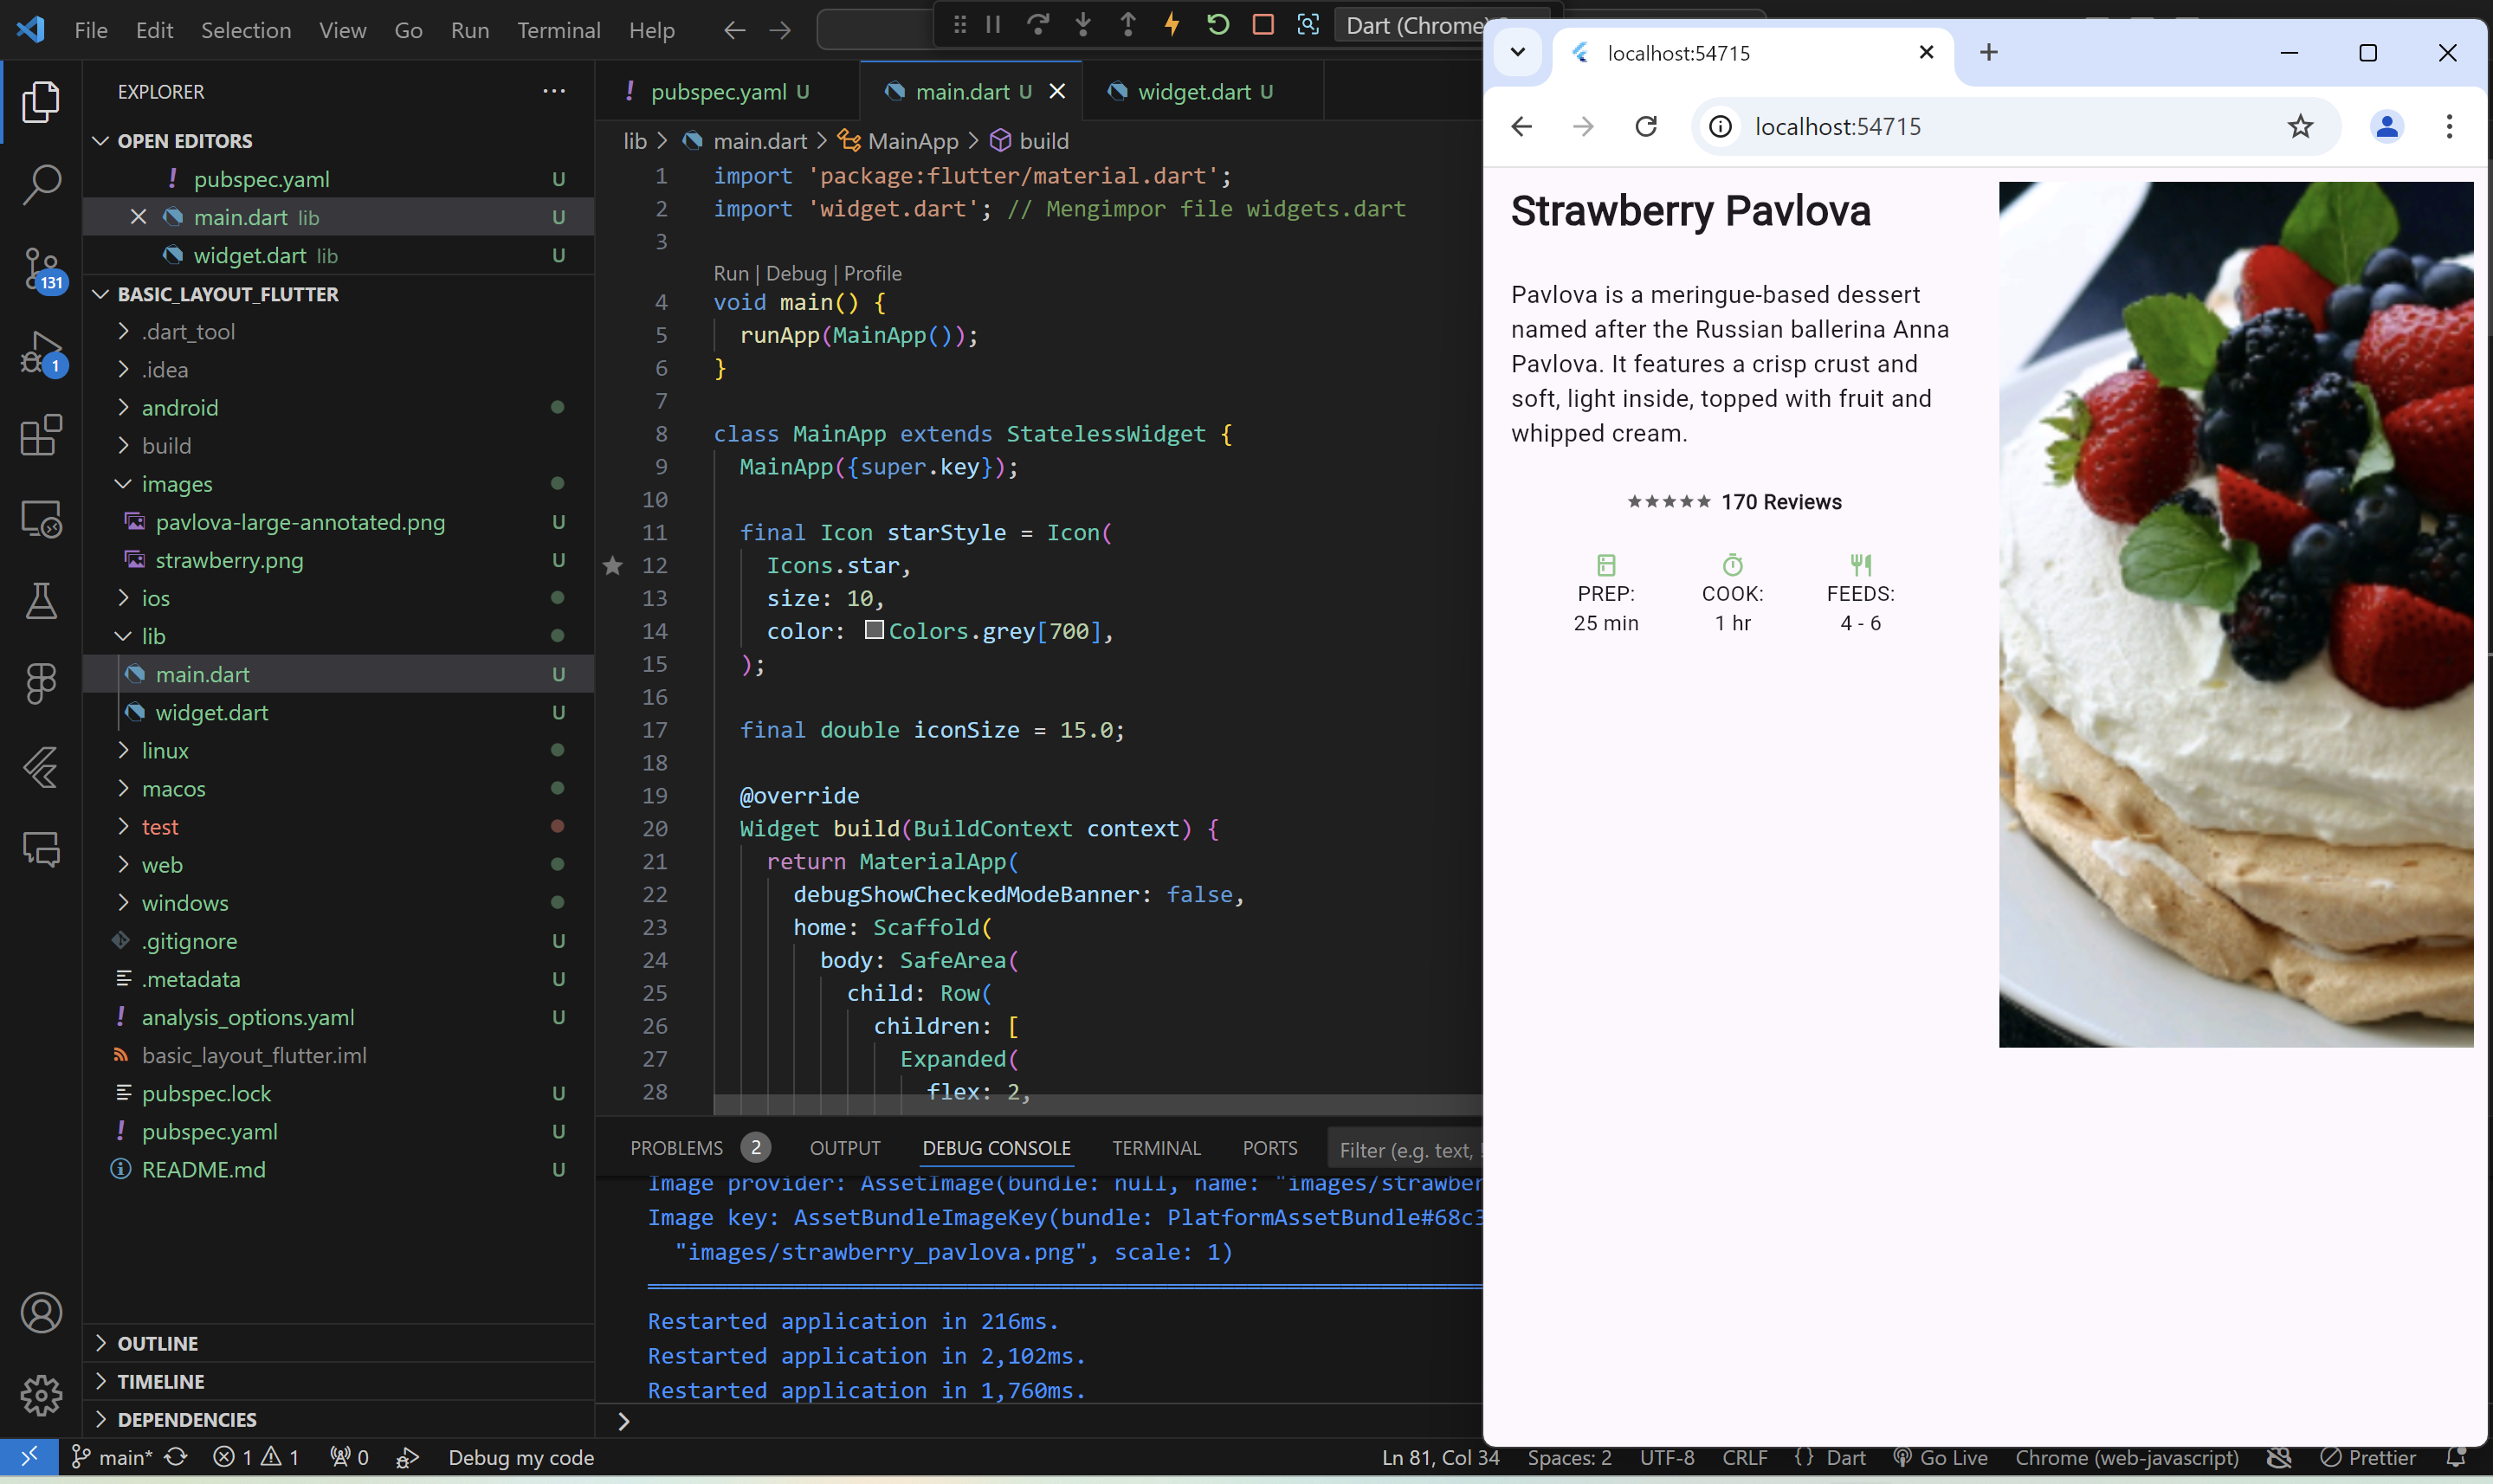 File Edit Selection View Go Run Terminal Help
Dart (Chrome)
EXPLORER
OPEN EDITORS
pubspec.yaml U
main.dart lib U
widget.dart lib U
BASIC_LAYOUT_FLUTTER
.dart_tool
.idea
android
build
images
pavlova-large-annotated.png U
strawberry.png U
ios
lib
main.dart U
widget.dart U
linux
macos
test
web
windows
.gitignore U
.metadata U
analysis_options.yaml U
basic_layout_flutter.iml
pubspec.lock U
pubspec.yaml U
README.md U
OUTLINE
TIMELINE
DEPENDENCIES
131
1
pubspec.yaml U main.dart U widget.dart U
lib > main.dart > MainApp > build
1 import 'package:flutter/material.dart';
2 import 'widget.dart'; // Mengimpor file widgets.dart
3
Run | Debug | Profile
4 void main() {
5 runApp(MainApp());
6 }
7
8 class MainApp extends StatelessWidget {
9 MainApp({super.key});
10
11 final Icon starStyle = Icon(
12 Icons.star,
13 size: 10,
14 color: Colors.grey[700],
15 );
16
17 final double iconSize = 15.0;
18
19 @override
20 Widget build(BuildContext context) {
21 return MaterialApp(
22 debugShowCheckedModeBanner: false,
23 home: Scaffold(
24 body: SafeArea(
25 child: Row(
26 children: [
27 Expanded(
28 flex: 2,
PROBLEMS 2 OUTPUT DEBUG CONSOLE TERMINAL PORTS Filter (e.g. text,
Image provider: AssetImage(bundle: null, name: "images/strawber
Image key: AssetBundleImageKey(bundle: PlatformAssetBundle#68c3
"images/strawberry_pavlova.png", scale: 1)
Restarted application in 216ms.
Restarted application in 2,102ms.
Restarted application in 1,760ms.
main* 1 1 0 Debug my code Ln 81, Col 34 Spaces: 2 UTF-8 CRLF {} Dart Go Live Chrome (web-javascript) Prettier
localhost:54715
localhost:54715
Strawberry Pavlova
Pavlova is a meringue-based dessert
named after the Russian ballerina Anna
Pavlova. It features a crisp crust and
soft, light inside, topped with fruit and
whipped cream.
170 Reviews
PREP: COOK: FEEDS:
25 min 1 hr 4 - 6